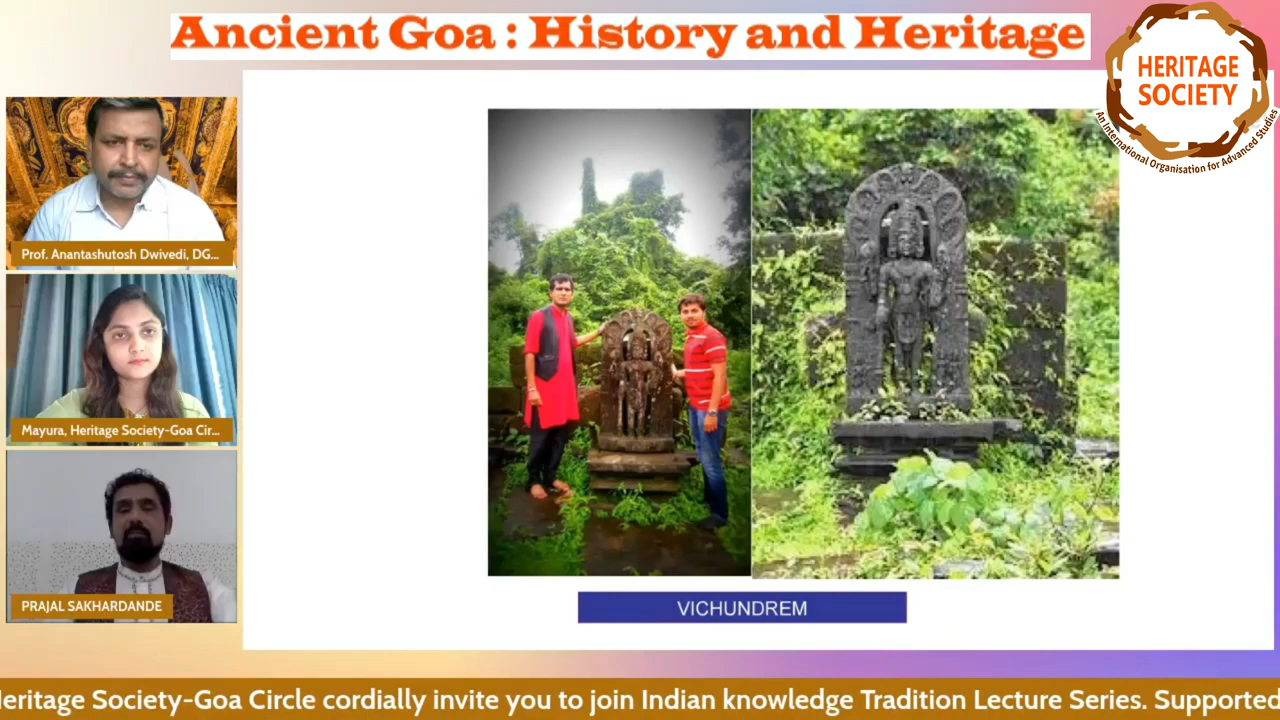 Ancient Goa : History and Heritage
HERITAGE
SOCIETY
An International Organisation for Advanced Studies
Prof. Anantashutosh Dwivedi, DG...
Mayura, Heritage Society-Goa Cir...
PRAJAL SAKHARDANDE
VICHUNDREM
Heritage Society-Goa Circle cordially invite you to join Indian knowledge Tradition Lecture Series. Supported